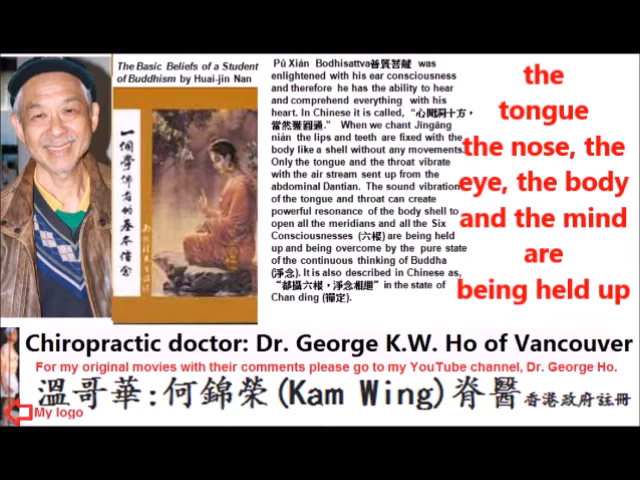 The Basic Beliefs of a Student
of Buddhism by Huai-jin Nan
一個學佛者的基本信念
Pǔ Xián Bodhisattva普賢菩薩 was
enlightened with his ear consciousness
and therefore he has the ability to hear
and comprehend everything with his
heart. In Chinese it is called, “心聞洞十方，
當然獲圓通.” When we chant Jīngāng
niàn the lips and teeth are fixed with the
body like a shell without any movements.
Only the tongue and the throat vibrate
with the air stream sent up from the
abdominal Dantian. The sound vibration
of the tongue and throat can create
powerful resonance of the body shell to
open all the meridians and all the Six
Consciousnesses (六根) are being held
up and being overcome by the pure state
of the continuous thinking of Buddha
(淨念). It is also described in Chinese as,
“都攝六根，淨念相繼” in the state of
Chan ding (禪定).
the
tongue
the nose, the
eye, the body
and the mind
are
being held up
Chiropractic doctor: Dr. George K.W. Ho of Vancouver
For my original movies with their comments please go to my YouTube channel, Dr. George Ho.
溫哥華:何錦榮(Kam Wing)脊醫香港政府註冊
My logo